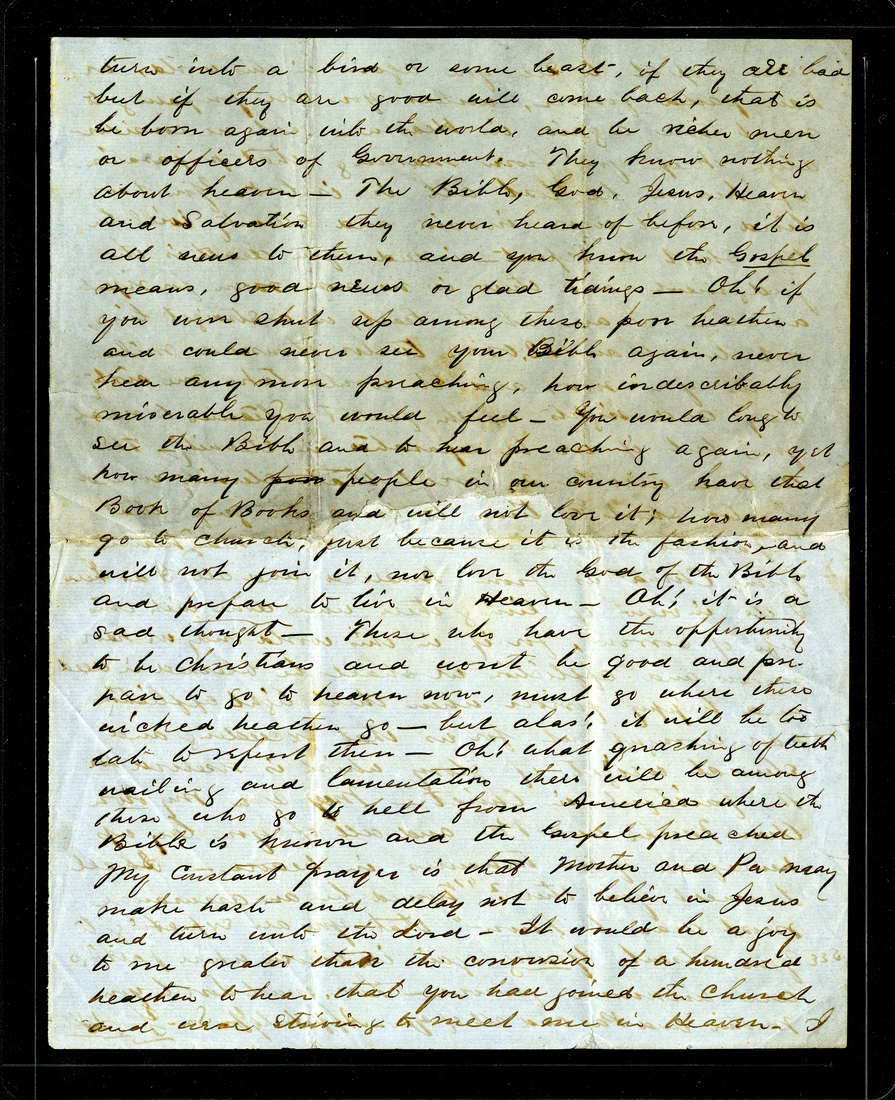 turn into a bird or some beast, if they are bad
but if they are good will come back, that is
be born again into the world, and be richer men
or officers of Government. They know nothing
about heaven — The Bible, God, Jesus, Heaven
and Salvation they never heard of before, it is
all news to them, and you know the Gospel
means, good news or glad tidings — Oh! if
you were shut up among these poor heathen
and could never see your Bible again, never
hear any more preaching, how indescribably
miserable you would feel — You would long to
see the Bible and to hear preaching again, yet
how many poor people in our country have that
Book of Books and will not love it; how many
go to church, just because it is the fashion, and
will not join it, nor love the God of the Bible
and prepare to live in Heaven — Oh! it is a
sad thought — Those who have the opportunity
to be Christians and wont be good and pre-
pare to go to heaven now, must go where these
wicked heathen go — but alas! it will be too
late to repent then — Oh! what gnashing of teeth
wailing and lamentation there will be among
those who go to hell from America where the
Bible is known and the Gospel preached
My constant prayer is that Mother and Pa may
make haste and delay not to believe in Jesus
and turn unto the Lord — It would be a joy
to me greater than the conversion of a hundred
heathen to hear that you had joined the Church
and were striving to meet me in Heaven — I